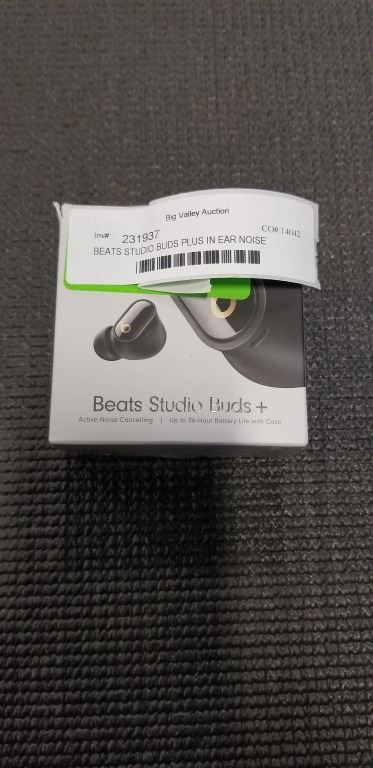 Big Valley Auction
Inv#: 231937 CO# 14042
BEATS STUDIO BUDS PLUS IN EAR NOISE
Beats Studio Buds +
Active Noise Cancelling | Up to 36-Hour Battery Life with Case